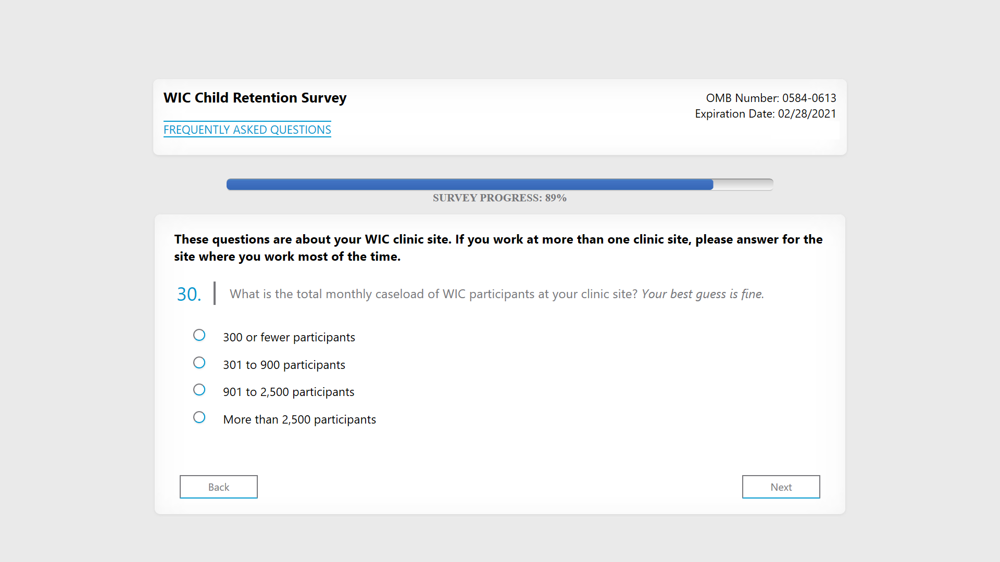 WIC Child Retention Survey
OMB Number: 0584-0613
Expiration Date: 02/28/2021
FREQUENTLY ASKED QUESTIONS
SURVEY PROGRESS: 89%
These questions are about your WIC clinic site. If you work at more than one clinic site, please answer for the
site where you work most of the time.
30. What is the total monthly caseload of WIC participants at your clinic site? Your best guess is fine.
300 or fewer participants
301 to 900 participants
901 to 2,500 participants
More than 2,500 participants
Back
Next